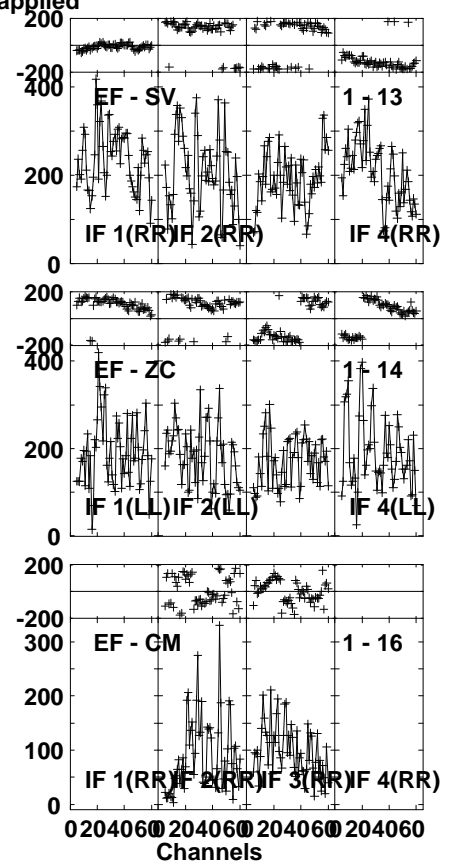 applied
200
-200
400
EF - SV 1 - 13
200
IF 1(RR) IF 2(RR) IF 4(RR)
0
200
-200
400
EF - ZC 1 - 14
200
IF 1(LL) IF 2(LL) IF 4(LL)
0
200
-200
EF - CM 1 - 16
300
200
100
IF 1(RR) IF 2(RR) IF 3(RR) IF 4(RR)
0
0 20 40 60 0 20 40 60 0 20 40 60 0 20 40 60
Channels